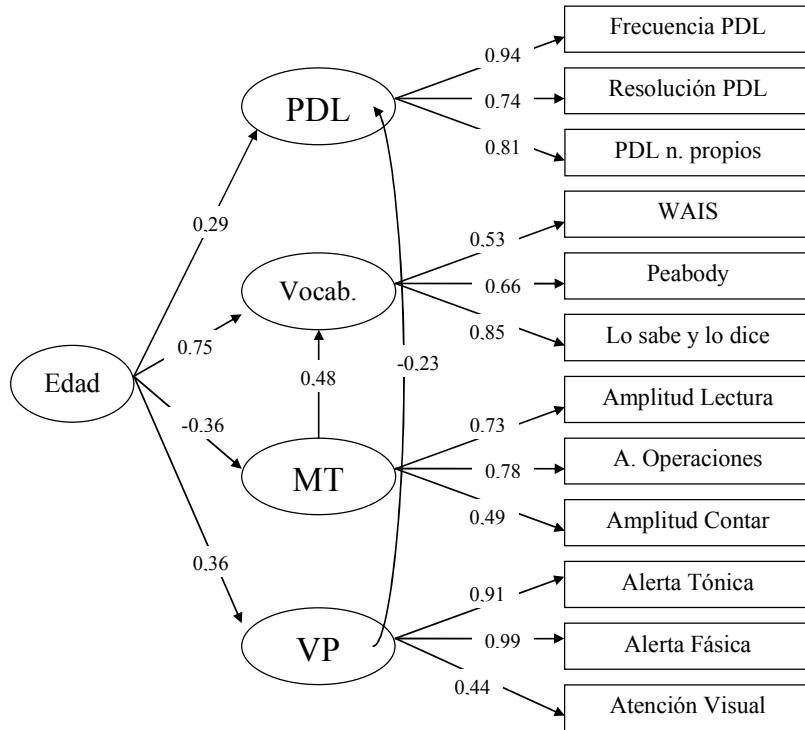 Frecuencia PDL
0.94
PDL
0.74
Resolución PDL
0.81
PDL n. propios
WAIS
0.29
0.53
Vocab.
0.66
Peabody
0.75
0.85
Lo sabe y lo dice
Edad
0.48
-0.23
Amplitud Lectura
-0.36
0.73
MT
0.78
A. Operaciones
0.49
Amplitud Contar
0.36
Alerta Tónica
0.91
VP
0.99
Alerta Fásica
0.44
Atención Visual